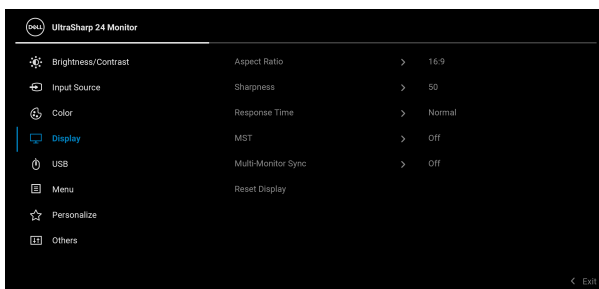 DELL UltraSharp 24 Monitor
Brightness/Contrast Aspect Ratio > 16:9
Input Source Sharpness > 50
Color Response Time > Normal
Display MST > Off
USB Multi-Monitor Sync > Off
Menu Reset Display
Personalize
Others
< Exit